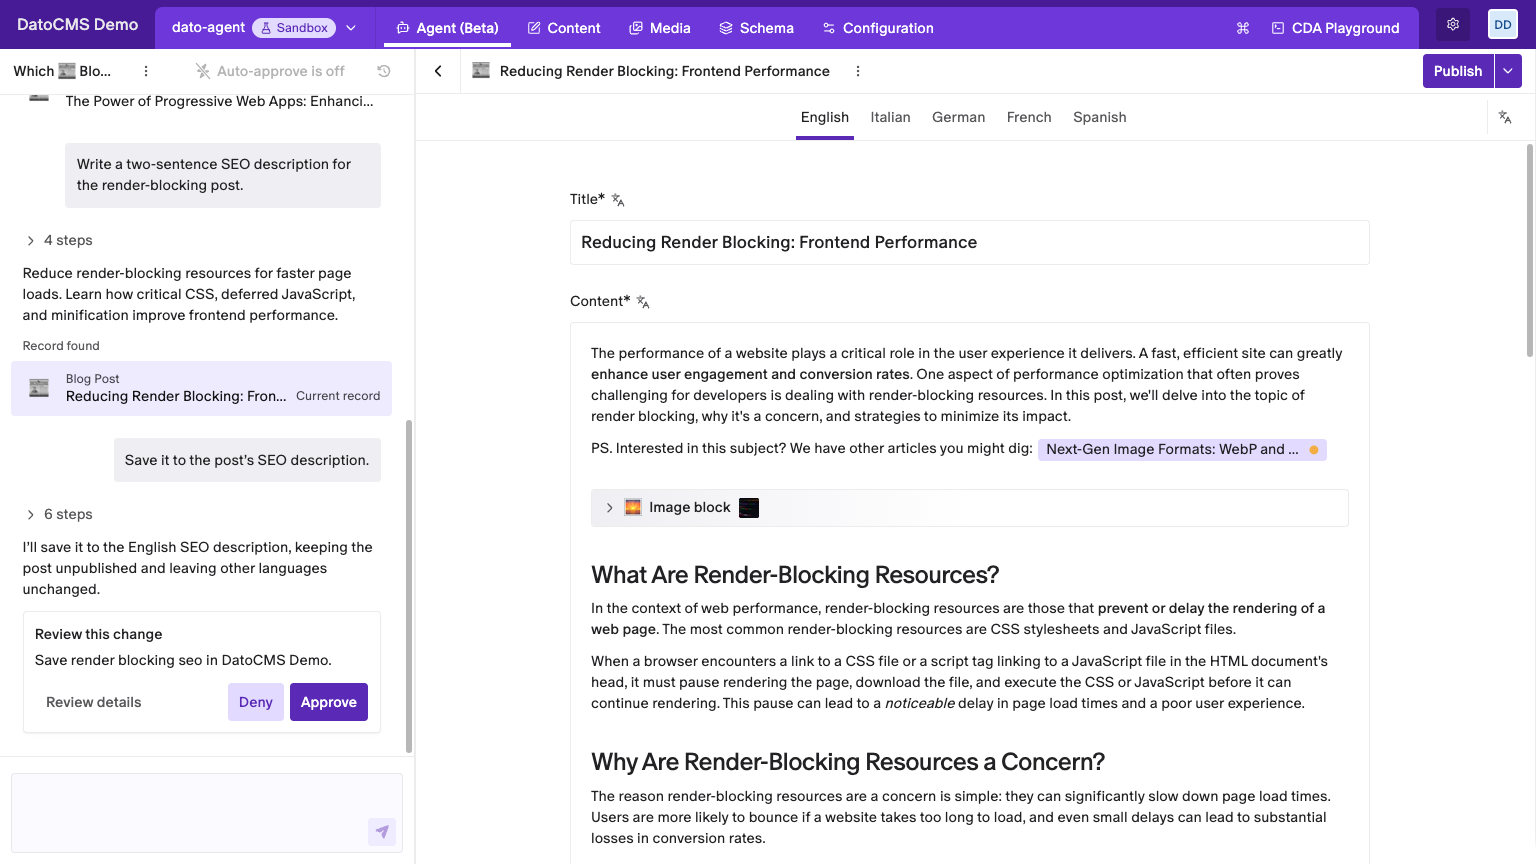 DatoCMS Demo
dato-agent
Sandbox
Agent (Beta)
Content
Media
Schema
Configuration
CDA Playground
DD
Which Blo...
Auto-approve is off
Reducing Render Blocking: Frontend Performance
Publish
The Power of Progressive Web Apps: Enhanci...
Write a two-sentence SEO description for
the render-blocking post.
4 steps
Reduce render-blocking resources for faster page
loads. Learn how critical CSS, deferred JavaScript,
and minification improve frontend performance.
Record found
Blog Post
Reducing Render Blocking: Fron...
Current record
Save it to the post's SEO description.
6 steps
I'll save it to the English SEO description, keeping the
post unpublished and leaving other languages
unchanged.
Review this change
Save render blocking seo in DatoCMS Demo.
Review details
Deny
Approve
English
Italian
German
French
Spanish
Title*
Reducing Render Blocking: Frontend Performance
Content*
The performance of a website plays a critical role in the user experience it delivers. A fast, efficient site can greatly
enhance user engagement and conversion rates. One aspect of performance optimization that often proves
challenging for developers is dealing with render-blocking resources. In this post, we'll delve into the topic of
render blocking, why it's a concern, and strategies to minimize its impact.
PS. Interested in this subject? We have other articles you might dig: Next-Gen Image Formats: WebP and ...
Image block
What Are Render-Blocking Resources?
In the context of web performance, render-blocking resources are those that prevent or delay the rendering of a
web page. The most common render-blocking resources are CSS stylesheets and JavaScript files.
When a browser encounters a link to a CSS file or a script tag linking to a JavaScript file in the HTML document's
head, it must pause rendering the page, download the file, and execute the CSS or JavaScript before it can
continue rendering. This pause can lead to a noticeable delay in page load times and a poor user experience.
Why Are Render-Blocking Resources a Concern?
The reason render-blocking resources are a concern is simple: they can significantly slow down page load times.
Users are more likely to bounce if a website takes too long to load, and even small delays can lead to substantial
losses in conversion rates.